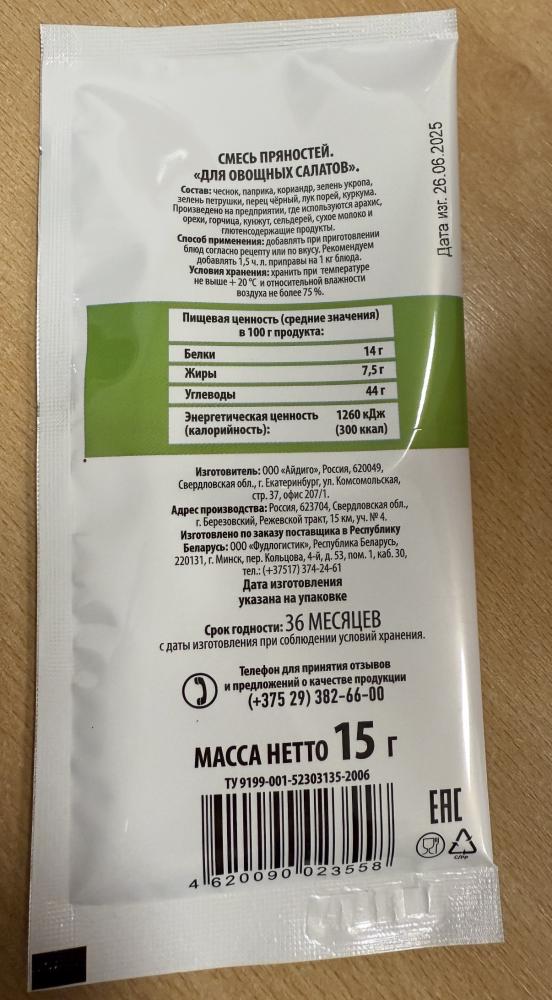 СМЕСЬ ПРЯНОСТЕЙ.
«ДЛЯ ОВОЩНЫХ САЛАТОВ».
Состав: чеснок, паприка, кориандр, зелень укропа,
зелень петрушки, перец чёрный, лук порей, куркума.
Произведено на предприятии, где используются арахис,
орехи, горчица, кунжут, сельдерей, сухое молоко и
глютенсодержащие продукты.
Способ применения: добавлять при приготовлении
блюд согласно рецепту или по вкусу. Рекомендуем
добавлять 1,5 ч. л. приправы на 1 кг блюда.
Условия хранения: хранить при температуре
не выше + 20 °С и относительной влажности
воздуха не более 75 %.
Дата изг. 26.06.2025
Пищевая ценность (средние значения)
в 100 г продукта:
Белки 14 г
Жиры 7,5 г
Углеводы 44 г
Энергетическая ценность 1260 кДж
(калорийность): (300 ккал)
Изготовитель: ООО «Айдиго», Россия, 620049,
Свердловская обл., г. Екатеринбург, ул. Комсомольская,
стр. 37, офис 207/1.
Адрес производства: Россия, 623704, Свердловская обл.,
г. Березовский, Режевской тракт, 15 км, уч. № 4.
Изготовлено по заказу поставщика в Республику
Беларусь: ООО «Фудлогистик», Республика Беларусь,
220131, г. Минск, пер. Кольцова, 4-й, д. 53, пом. 1, каб. 30,
тел.: (+37517) 374-24-61
Дата изготовления
указана на упаковке
Срок годности: 36 МЕСЯЦЕВ
с даты изготовления при соблюдении условий хранения.
Телефон для принятия отзывов
и предложений о качестве продукции
(+375 29) 382-66-00
МАССА НЕТТО 15 г
ТУ 9199-001-52303135-2006
4 620090 023558
ЕАС
C/PP